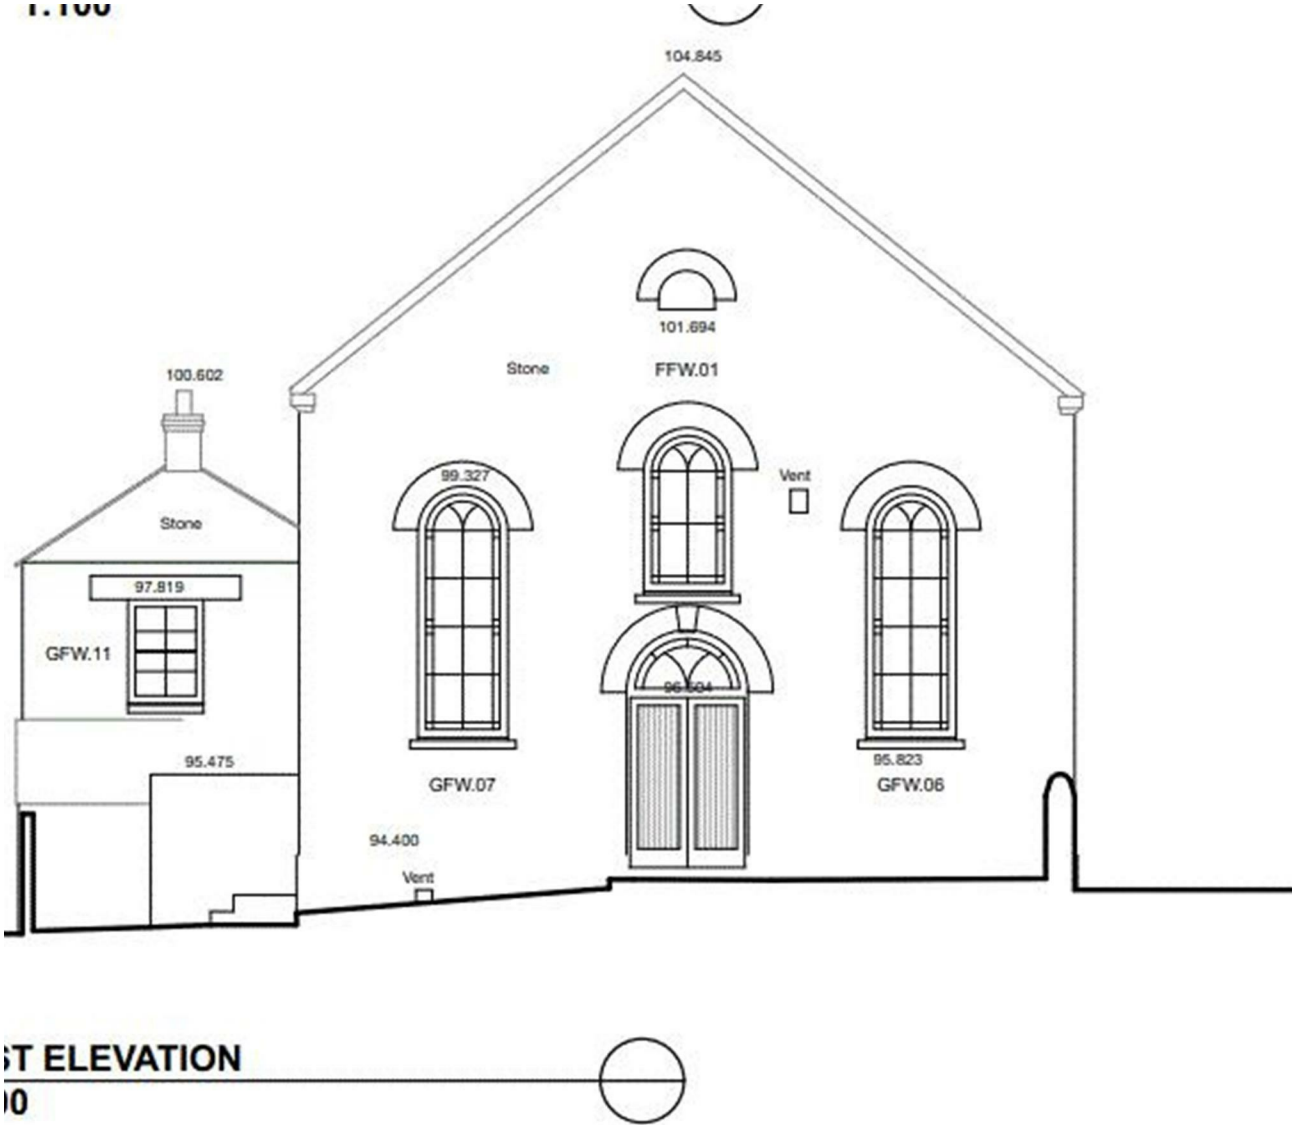 1:100
104.845
101.694
Stone
FFW.01
100.602
Stone
99.327
Vent
97.819
GFW.11
95.475
GFW.07
95.823
GFW.06
94.400
Vent
ST ELEVATION
00